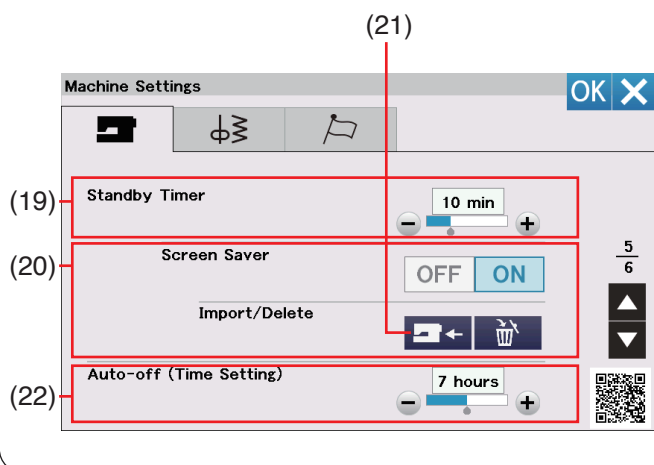 (21)
Machine Settings
OK
(19)
Standby Timer
10 min
(20)
Screen Saver
OFF ON
5
6
Import/Delete
(22)
Auto-off (Time Setting)
7 hours